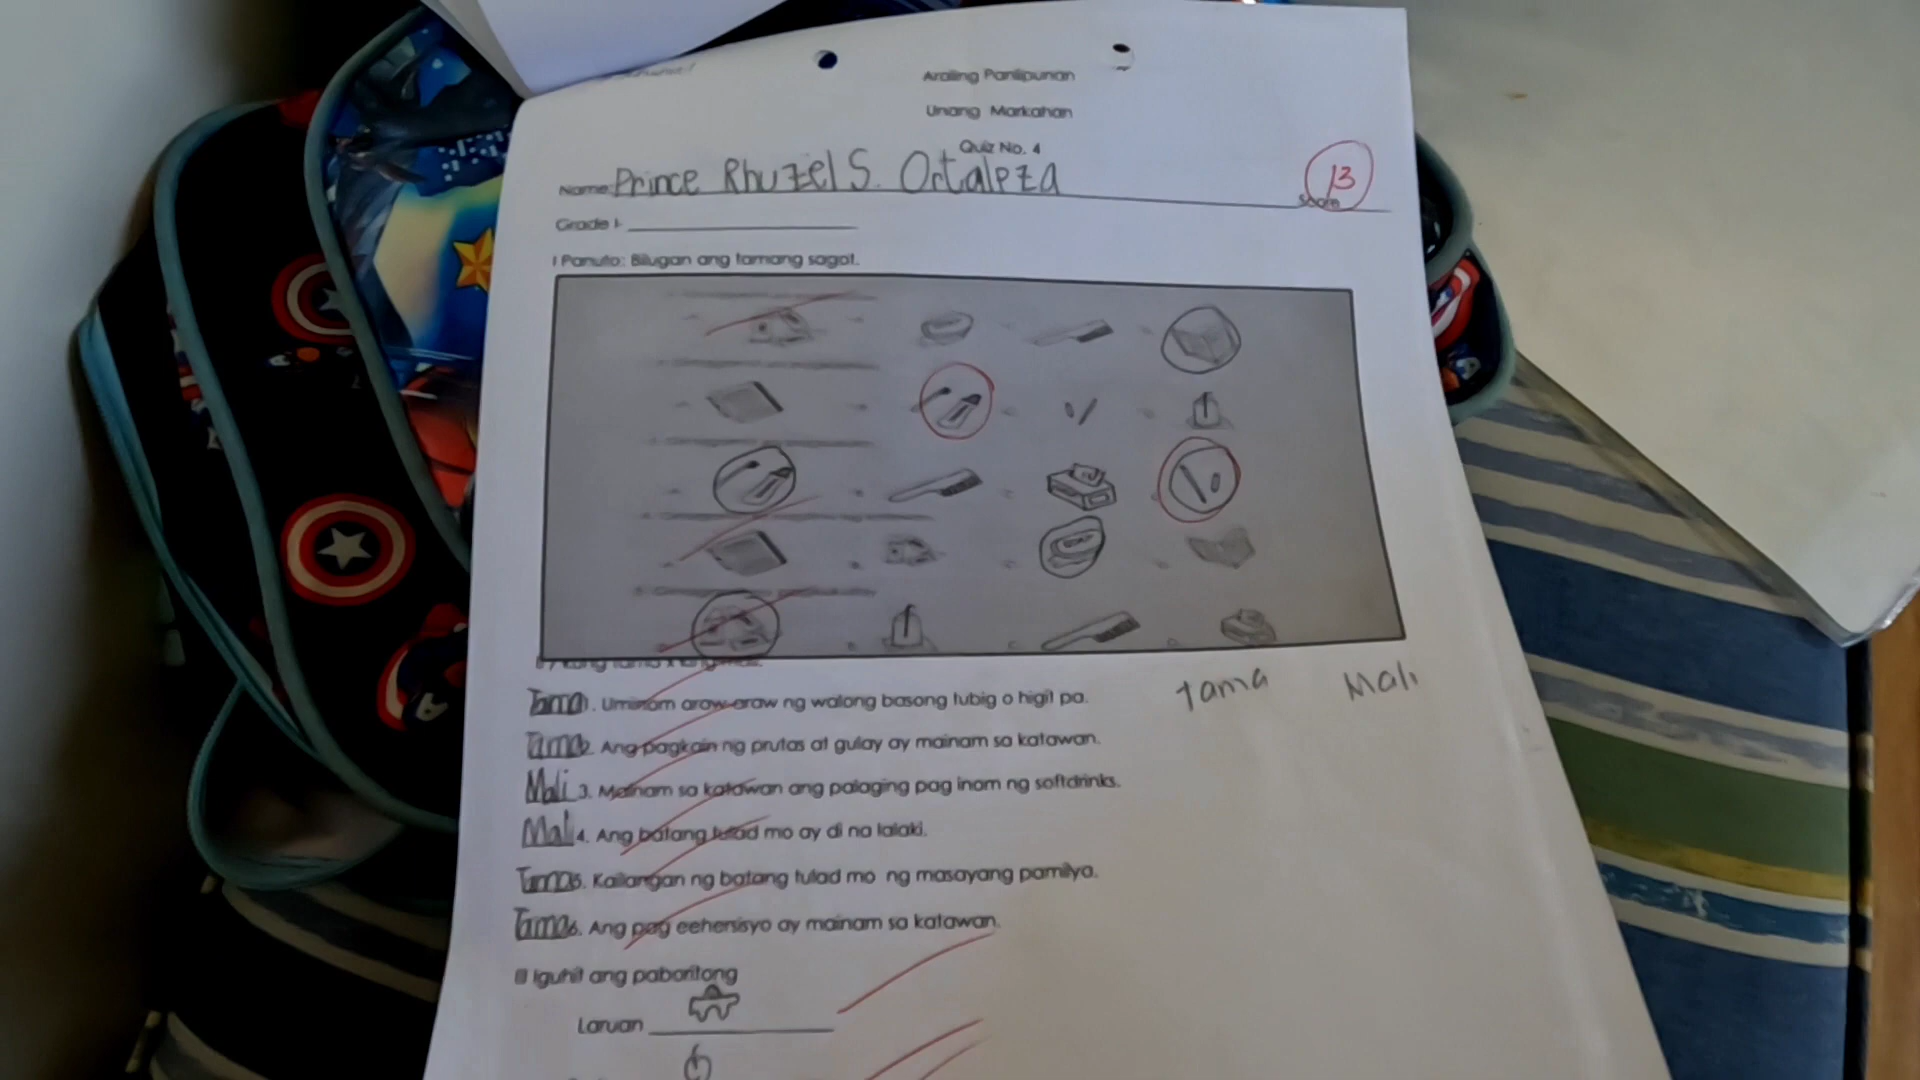 Araling Panlipunan
Unang Markahan
Quiz No. 4
Name: Prince Rhuzel S. Ortaleza
13
Score
Grade I-
I Panuto: Bilugan ang tamang sagot.
Tama 1. Uminom araw-araw ng walong basong tubig o higit pa.
Tama Mali
Tama 2. Ang pagkain ng prutas at gulay ay mainam sa katawan.
Mali 3. Mainam sa katawan ang palaging pag inom ng softdrinks.
Mali 4. Ang batang tulad mo ay di na lalaki.
Tama 5. Kailangan ng batang tulad mo ng masayang pamilya.
Tama 6. Ang pag eehersisyo ay mainam sa katawan.
III Iguhit ang paboritong
Laruan